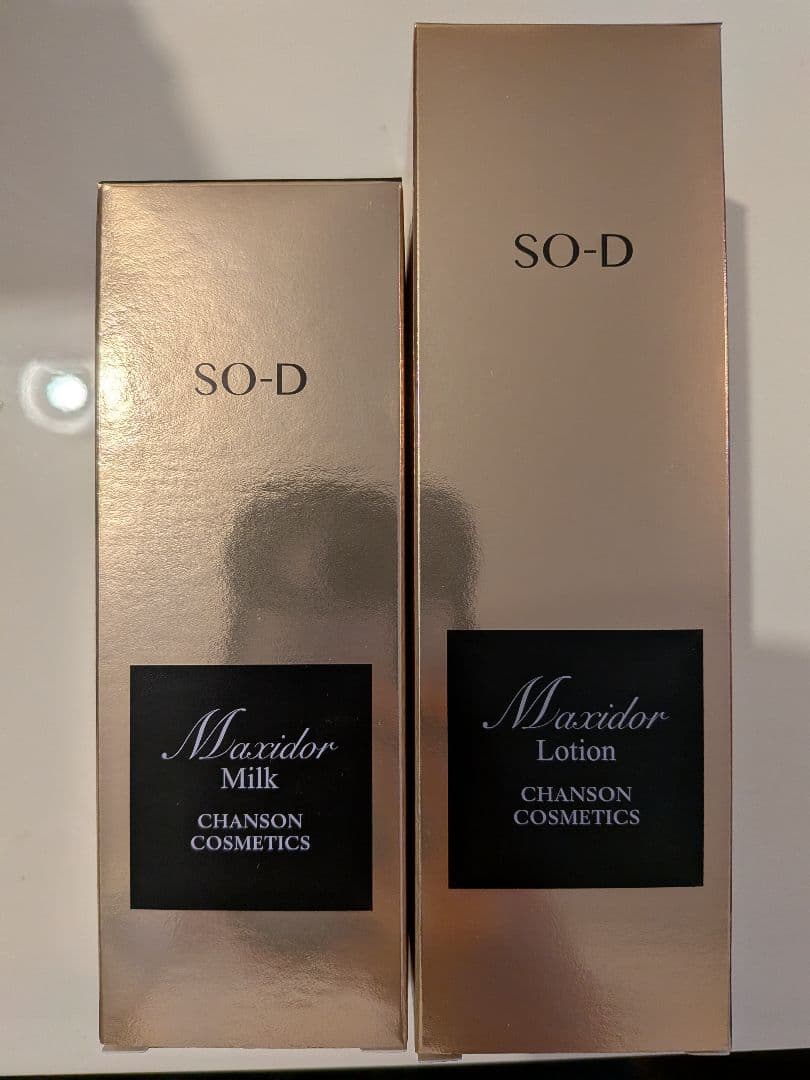 SO-D
Maxidor
Milk
CHANSON
COSMETICS
SO-D
Maxidor
Lotion
CHANSON
COSMETICS